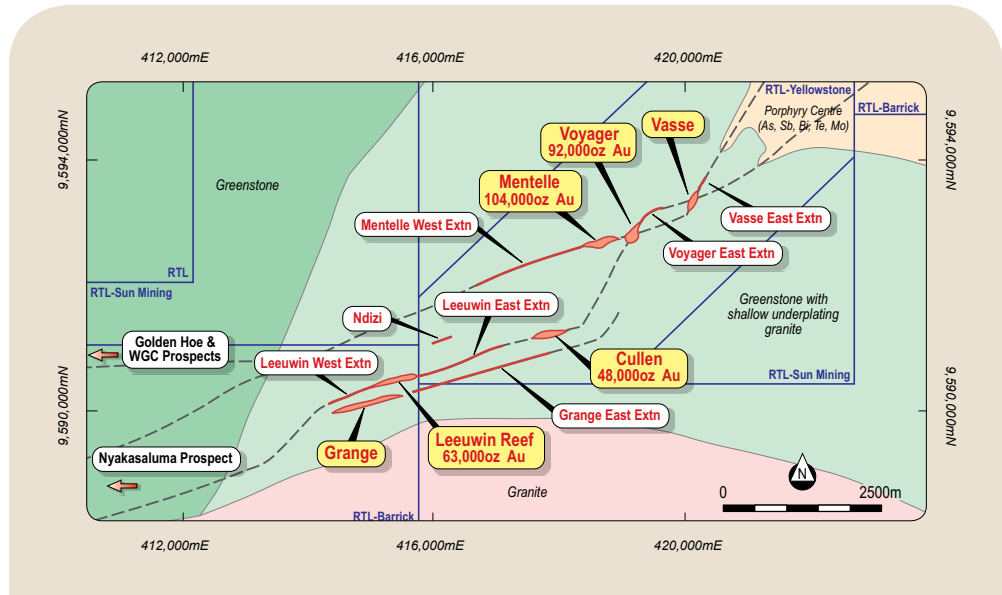 412,000mE
416,000mE
420,000mE
9,594,000mN
9,594,000mN
RTL-Yellowstone
Porphyry Centre
(As, Sb, Bi, Te, Mo)
RTL-Barrick
Vasse
Voyager
92,000oz Au
Greenstone
Mentelle
104,000oz Au
Mentelle West Extn
Vasse East Extn
Voyager East Extn
RTL
RTL-Sun Mining
Leeuwin East Extn
Greenstone with
shallow underplating
granite
Ndizi
Golden Hoe &
WGC Prospects
Leeuwin West Extn
Cullen
48,000oz Au
RTL-Sun Mining
9,590,000mN
9,590,000mN
Grange East Extn
Grange
Leeuwin Reef
63,000oz Au
Nyakasaluma Prospect
Granite
N
0
2500m
RTL-Barrick
412,000mE
416,000mE
420,000mE